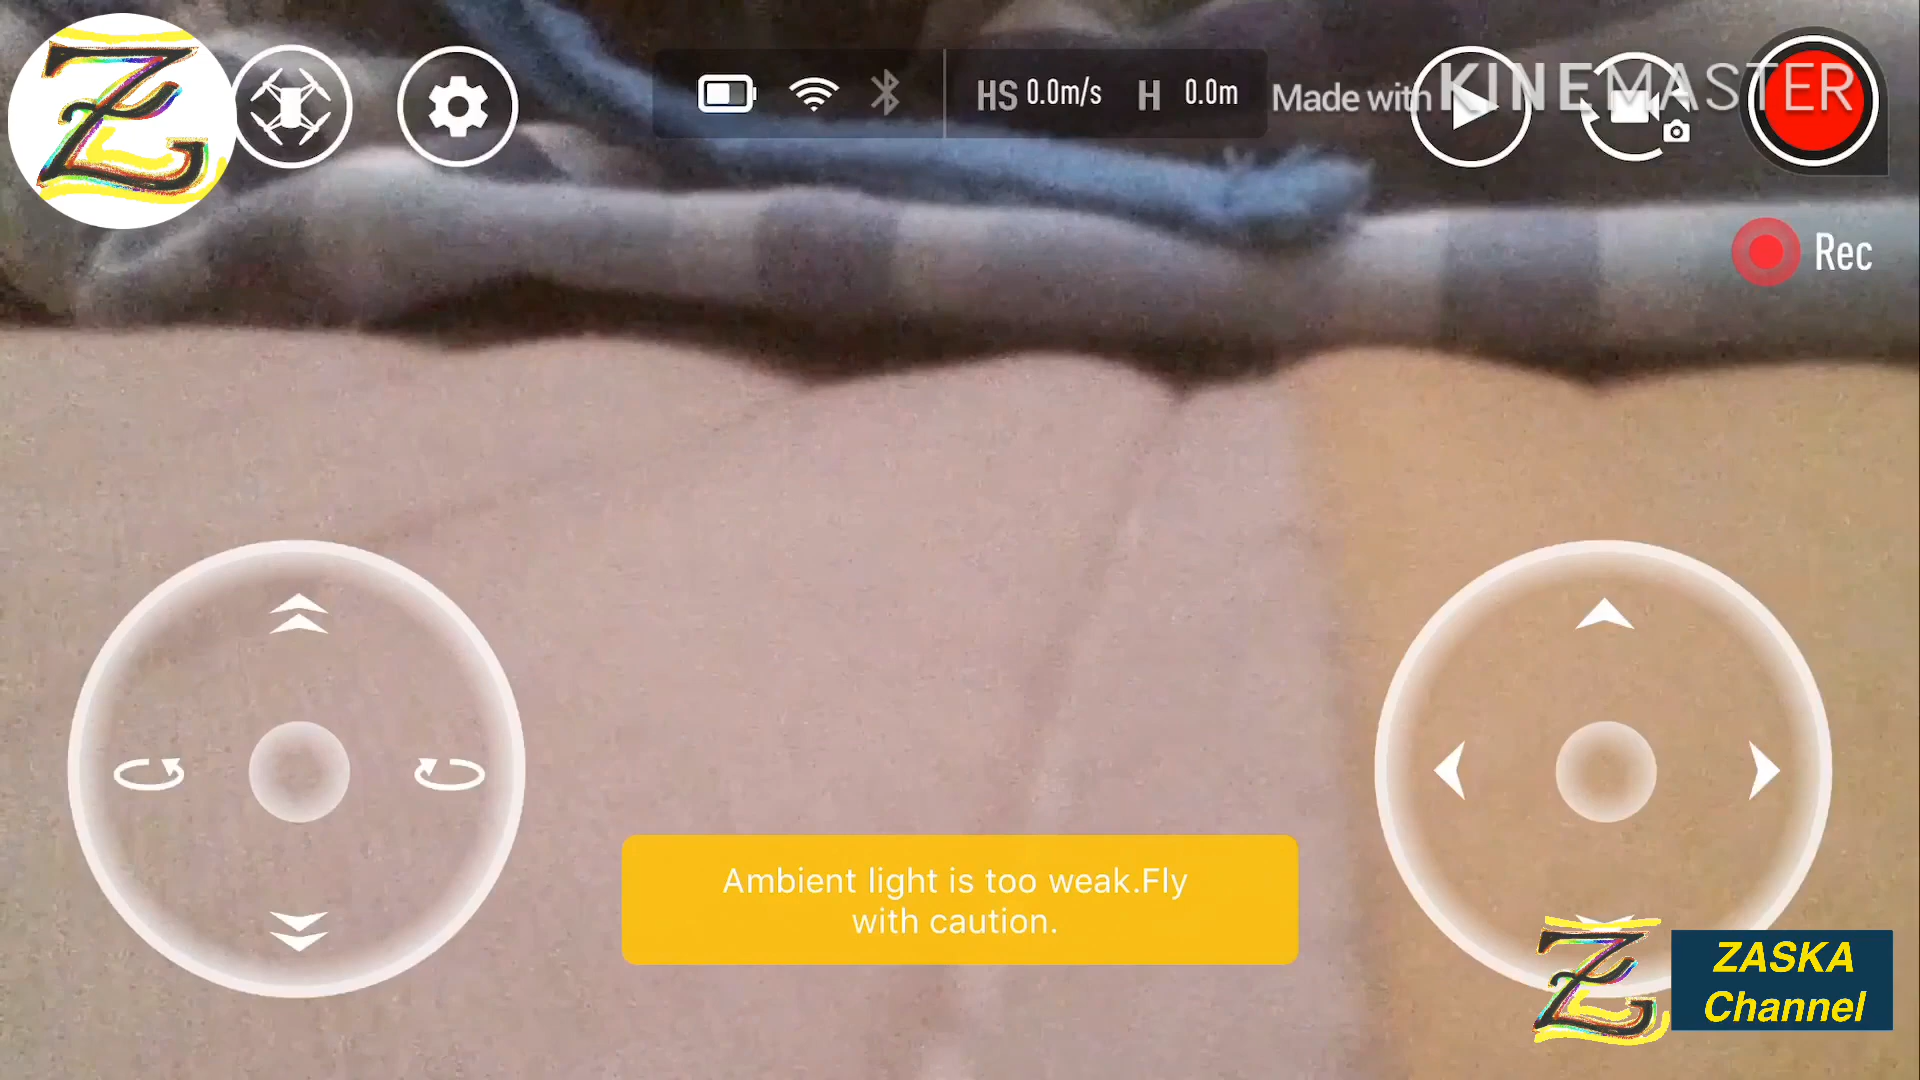 Z
HS 0.0m/s H 0.0m
Made with KINEMASTER
Rec
Ambient light is too weak.Fly
with caution.
Z
ZASKA
Channel